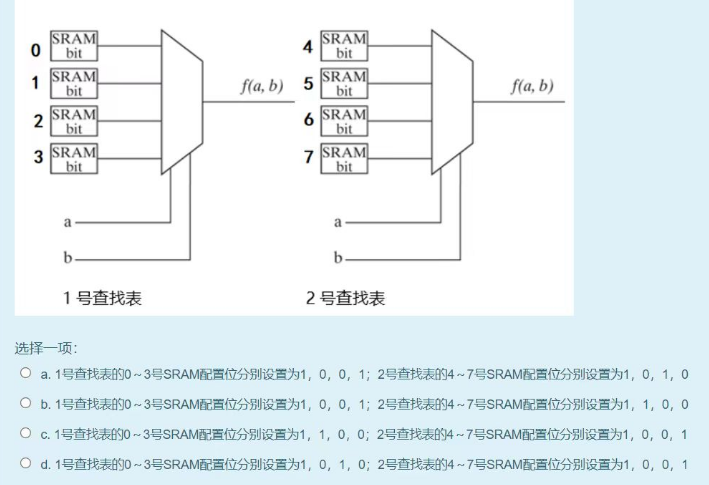 0 SRAM bit
1 SRAM bit
2 SRAM bit
3 SRAM bit
f(a, b)
a
b
1号查找表
4 SRAM bit
5 SRAM bit
6 SRAM bit
7 SRAM bit
f(a, b)
a
b
2号查找表
选择一项:
a. 1号查找表的0～3号SRAM配置位分别设置为1，0，0，1；2号查找表的4～7号SRAM配置位分别设置为1，0，1，0
b. 1号查找表的0～3号SRAM配置位分别设置为1，0，0，1；2号查找表的4～7号SRAM配置位分别设置为1，1，0，0
c. 1号查找表的0～3号SRAM配置位分别设置为1，1，0，0；2号查找表的4～7号SRAM配置位分别设置为1，0，0，1
d. 1号查找表的0～3号SRAM配置位分别设置为1，0，1，0；2号查找表的4～7号SRAM配置位分别设置为1，0，0，1